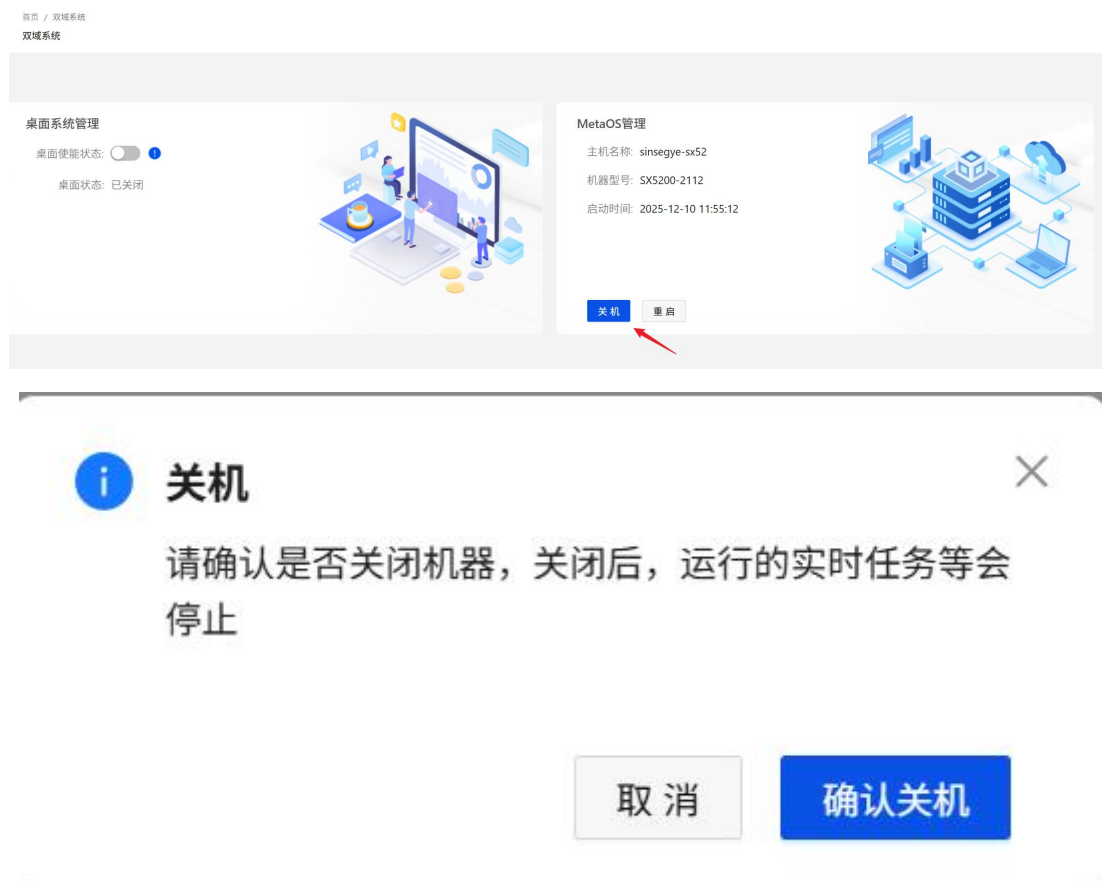 首页 / 双域系统
双域系统
桌面系统管理
桌面使能状态:
桌面状态: 已关闭
MetaOS管理
主机名称: sinsegye-sx52
机器型号: SX5200-2112
启动时间: 2025-12-10 11:55:12
关机 重启
关机
请确认是否关闭机器，关闭后，运行的实时任务等会
停止
取消 确认关机